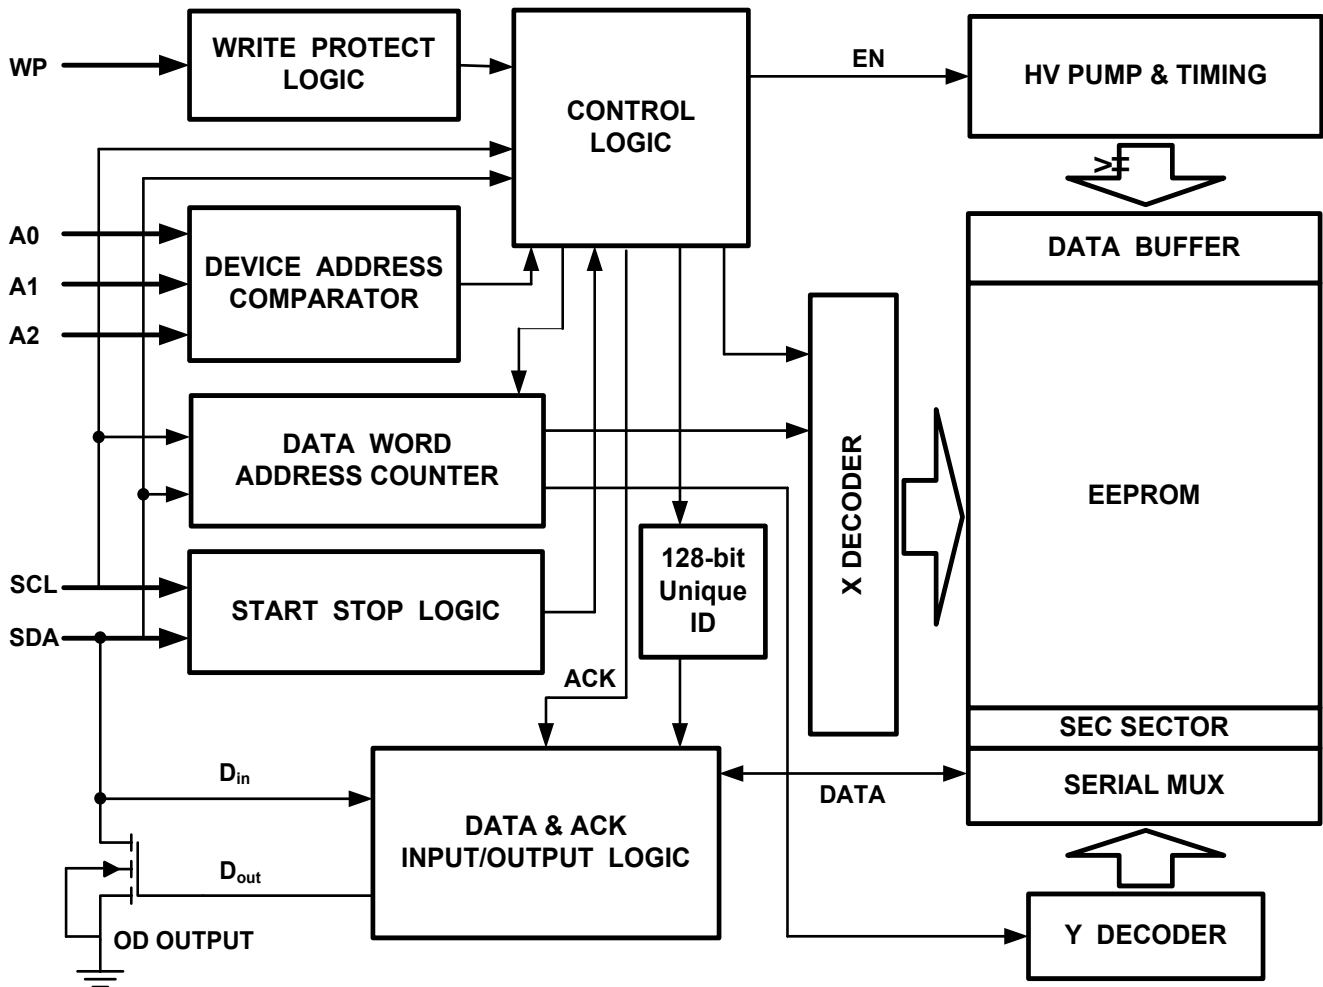 WP
WRITE PROTECT
LOGIC
CONTROL
LOGIC
EN
HV PUMP & TIMING
A0
A1
A2
DEVICE ADDRESS
COMPARATOR
DATA BUFFER
DATA WORD
ADDRESS COUNTER
X DECODER
EEPROM
SCL
SDA
START STOP LOGIC
128-bit
Unique
ID
ACK
SEC SECTOR
SERIAL MUX
Din
DATA
DATA & ACK
INPUT/OUTPUT LOGIC
Dout
OD OUTPUT
Y DECODER